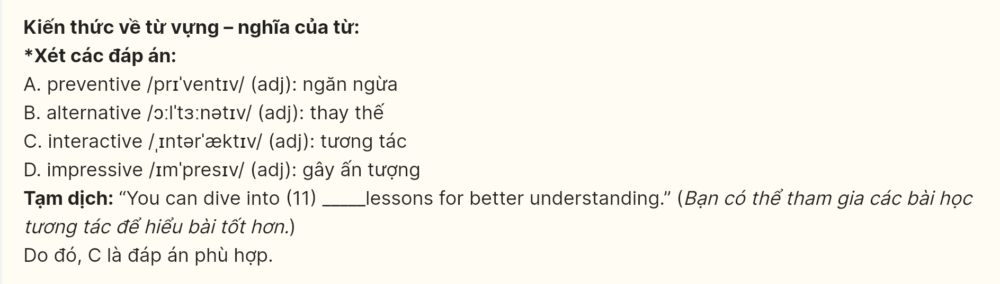 Kiến thức về từ vựng – nghĩa của từ:
*Xét các đáp án:
A. preventive /prɪˈventɪv/ (adj): ngăn ngừa
B. alternative /ɔːlˈtɜːnətɪv/ (adj): thay thế
C. interactive /ˌɪntərˈæktɪv/ (adj): tương tác
D. impressive /ɪmˈpresɪv/ (adj): gây ấn tượng
Tạm dịch: “You can dive into (11) _____lessons for better understanding.” (Bạn có thể tham gia các bài học
tương tác để hiểu bài tốt hơn.)
Do đó, C là đáp án phù hợp.